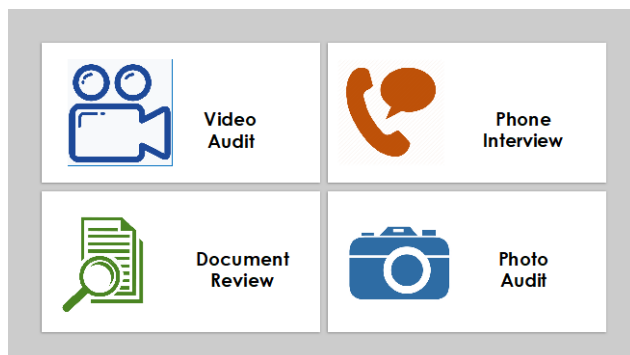 Video
Audit
Phone
Interview
Document
Review
Photo
Audit